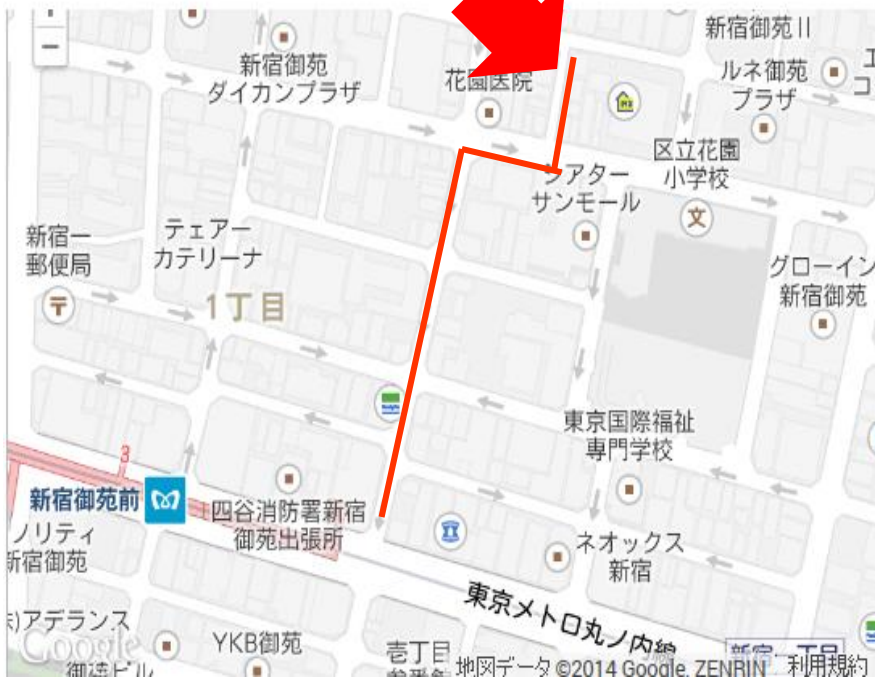 新宿御苑Ⅱ
新宿御苑
ダイカンプラザ
花園医院
ルネ御苑
プラザ
区立花園
小学校
シアター
サンモール
新宿一
郵便局
テェアー
カテリーナ
1丁目
グローイン
新宿御苑
東京国際福祉
専門学校
3
新宿御苑前
四谷消防署新宿
御苑出張所
ノリティ
新宿御苑
ネオックス
新宿
東京メトロ丸ノ内線
)アデランス
Google
YKB御苑
壱丁目
地図データ ©2014 Google, ZENRIN
利用規約